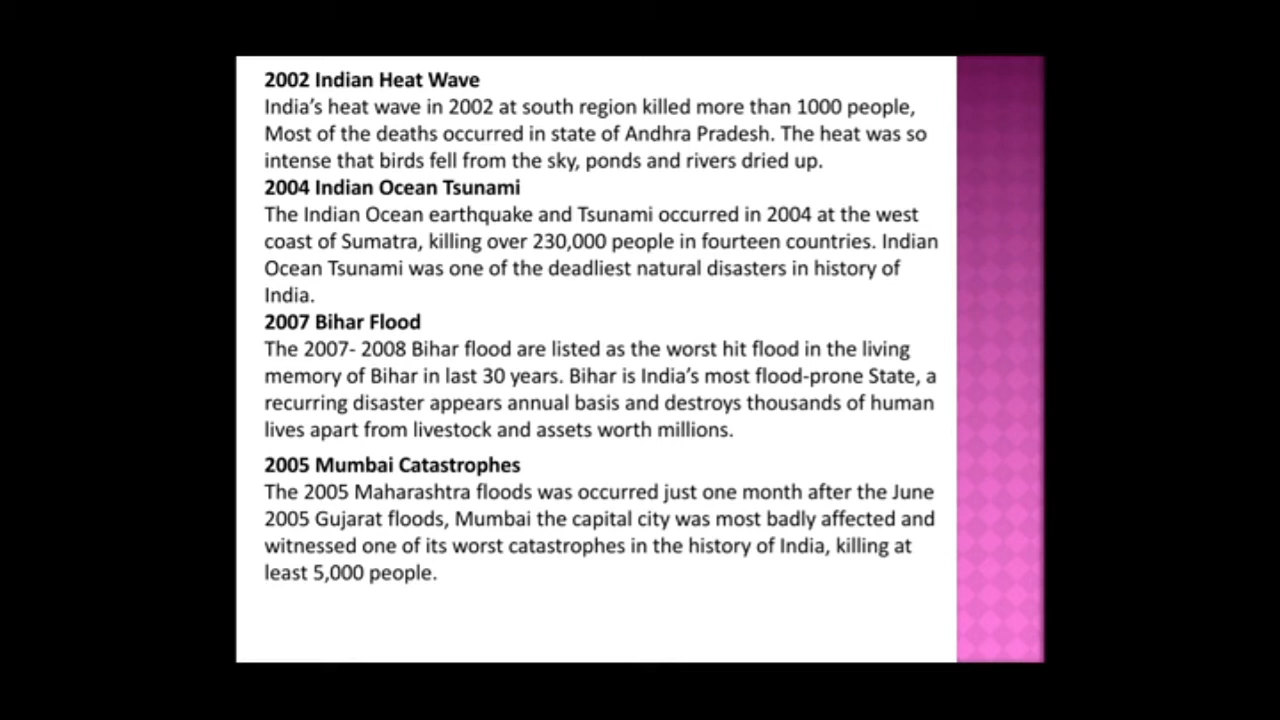 2002 Indian Heat Wave
India’s heat wave in 2002 at south region killed more than 1000 people,
Most of the deaths occurred in state of Andhra Pradesh. The heat was so
intense that birds fell from the sky, ponds and rivers dried up.
2004 Indian Ocean Tsunami
The Indian Ocean earthquake and Tsunami occurred in 2004 at the west
coast of Sumatra, killing over 230,000 people in fourteen countries. Indian
Ocean Tsunami was one of the deadliest natural disasters in history of
India.
2007 Bihar Flood
The 2007- 2008 Bihar flood are listed as the worst hit flood in the living
memory of Bihar in last 30 years. Bihar is India’s most flood-prone State, a
recurring disaster appears annual basis and destroys thousands of human
lives apart from livestock and assets worth millions.
2005 Mumbai Catastrophes
The 2005 Maharashtra floods was occurred just one month after the June
2005 Gujarat floods, Mumbai the capital city was most badly affected and
witnessed one of its worst catastrophes in the history of India, killing at
least 5,000 people.